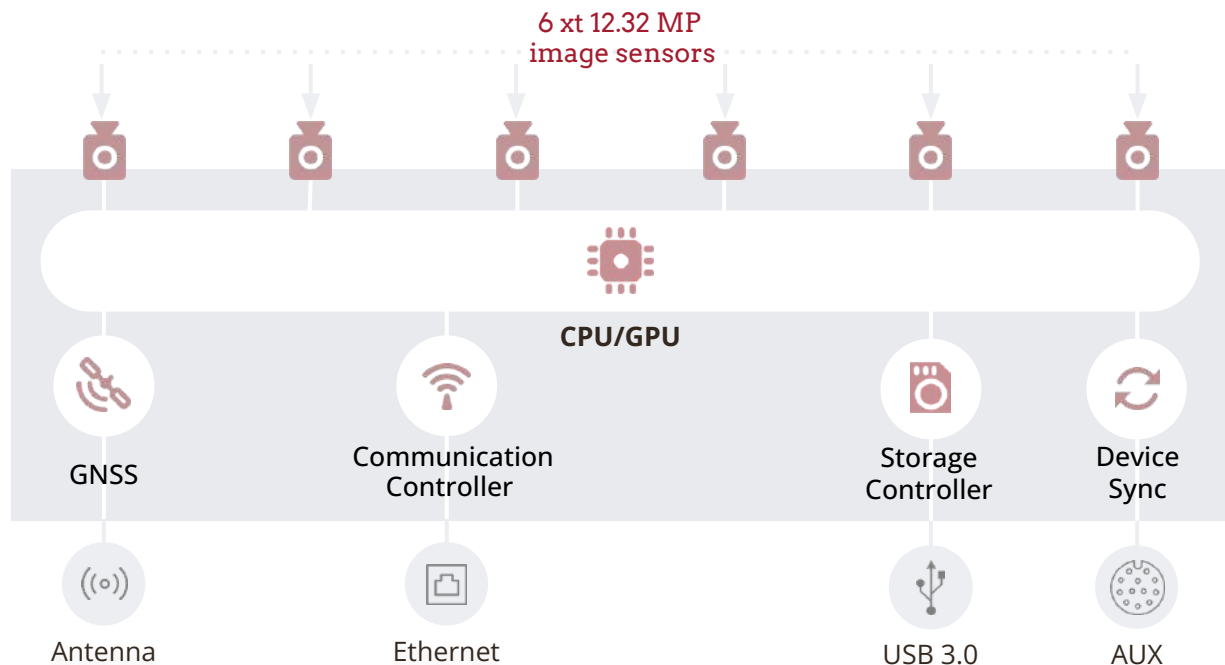 6 xt 12.32 MP
image sensors
CPU/GPU
GNSS
Communication
Controller
Storage
Controller
Device
Sync
Antenna
Ethernet
USB 3.0
AUX